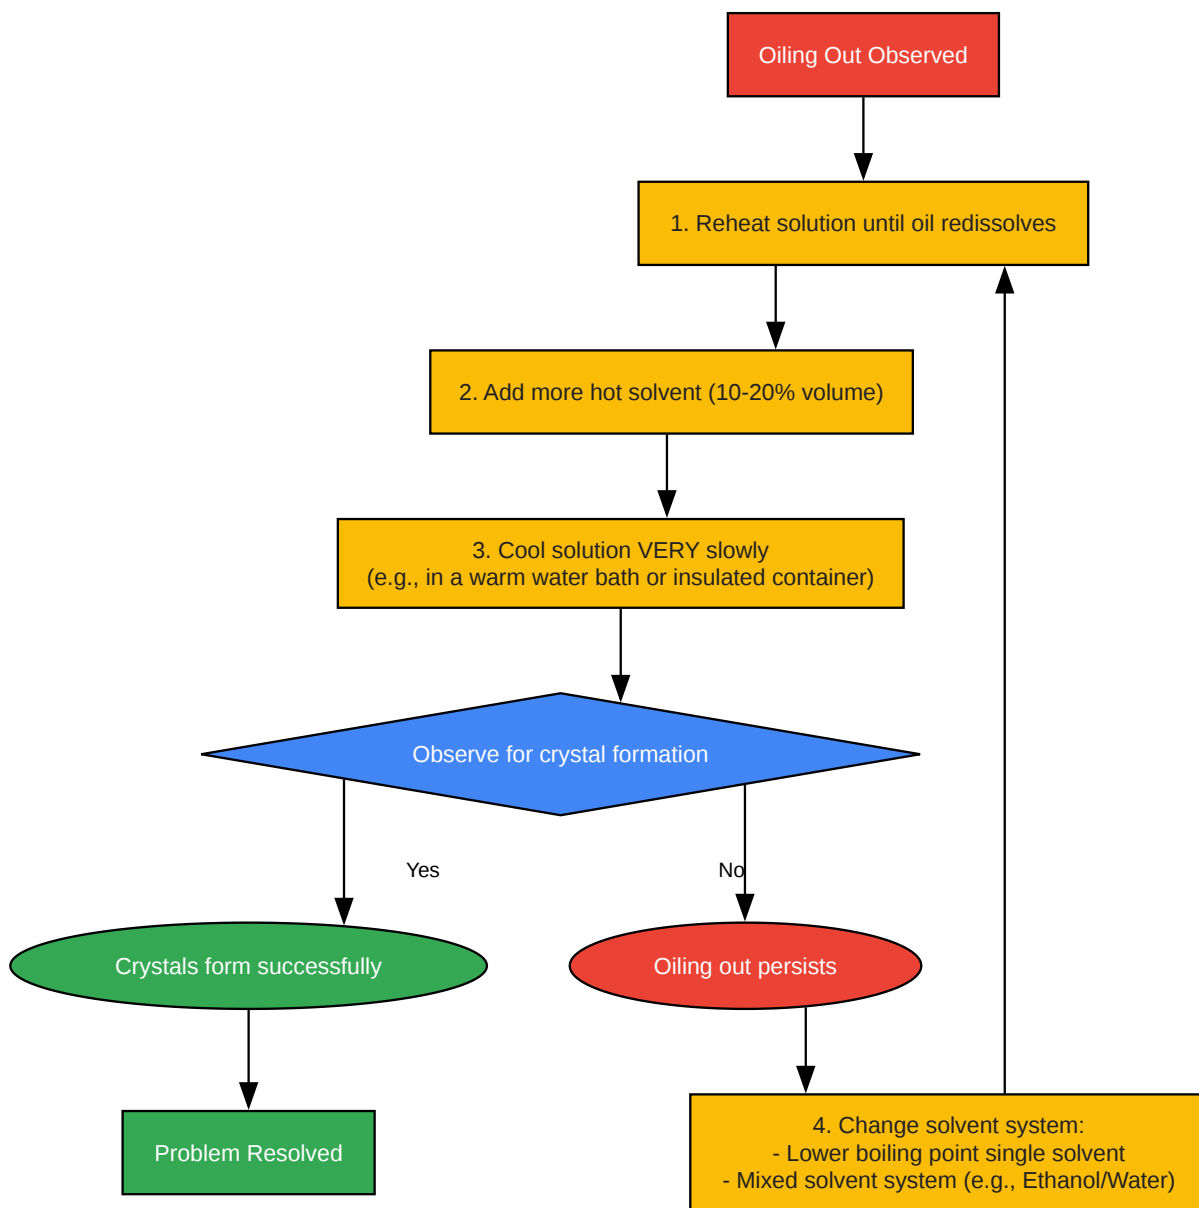 Oiling Out Observed
1. Reheat solution until oil redissolves
2. Add more hot solvent (10-20% volume)
3. Cool solution VERY slowly
(e.g., in a warm water bath or insulated container)
Observe for crystal formation
Yes
No
Crystals form successfully
Oiling out persists
Problem Resolved
4. Change solvent system:
- Lower boiling point single solvent
- Mixed solvent system (e.g., Ethanol/Water)